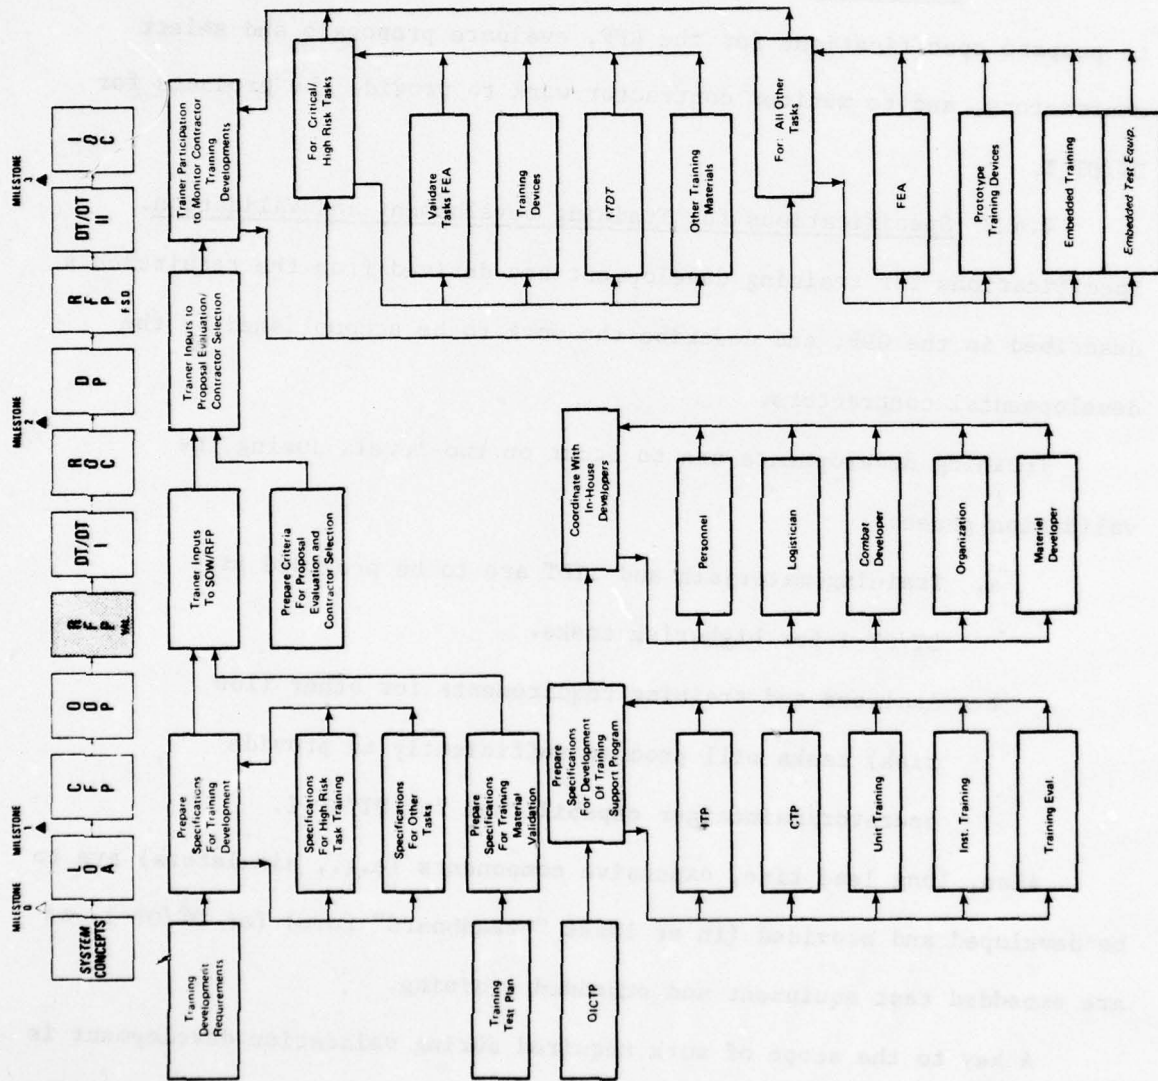 MILESTONE
0
MILESTONE
1
MILESTONE
2
MILESTONE
3
SYSTEM
CONCEPTS
L
O
A
C
F
P
O
O
P
R
F
P
VAL
DT/OT
I
R
O
C
D
P
R
F
P
FSD
DT/OT
II
I
O
C
Training
Development
Requirements
Prepare
Specifications
For Training
Development
Specifications
For High Risk
Task Training
Specifications
For Other
Tasks
Training
Test Plan
Prepare
Specifications
For Training
Material
Validation
Trainer Inputs
To SOW/RFP
Prepare Criteria
For Proposal
Evaluation and
Contractor Selection
Trainer Inputs to
Proposal Evaluation/
Contractor Selection
Trainer Participation
to Monitor Contractor
Training
Developments
For Critical/
High Risk Tasks
Validate
Tasks FEA
Training
Devices
ITDT
Other Training
Materials
For All Other
Tasks
FEA
Prototype
Training Devices
Embedded Training
Embedded Test Equip.
OICTP
Prepare
Specifications
For Development
Of Training
Support Program
ITP
CTP
Unit Training
Inst. Training
Training Eval.
Coordinate With
In-House
Developers
Personnel
Logistician
Combat
Developer
Organization
Materiel
Developer